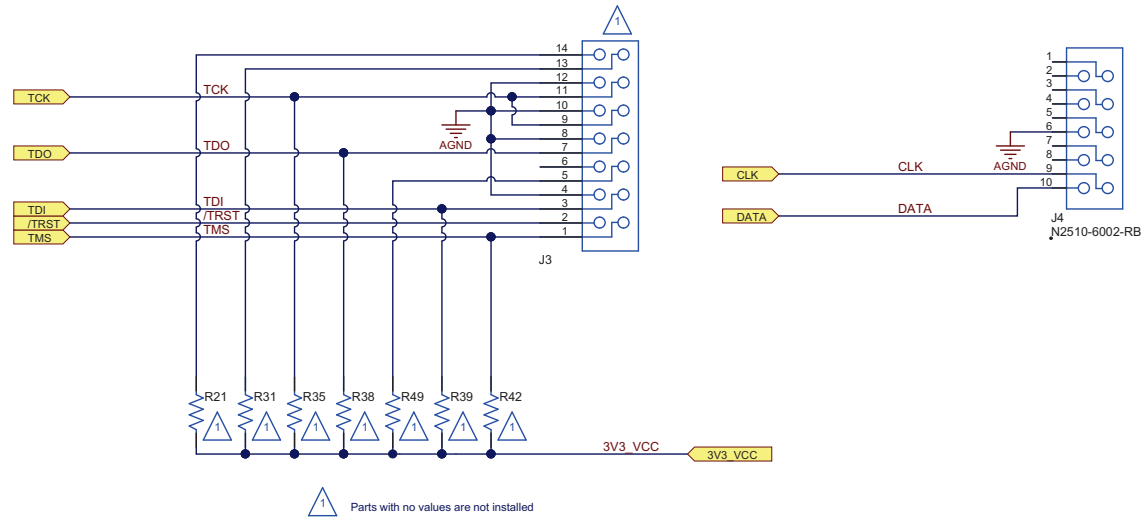 1
14
13
12
TCK
TCK
11
10
9
AGND
8
TDO
TDO
7
6
5
4
TDI
TDI
3
/TRST
/TRST
2
TMS
TMS
1
J3
R21
R31
R35
R38
R49
R39
R42
1
1
1
1
1
1
1
3V3_VCC
3V3_VCC
1
Parts with no values are not installed
1
2
3
4
5
6
7
AGND
8
CLK
CLK
9
10
DATA
DATA
J4
N2510-6002-RB